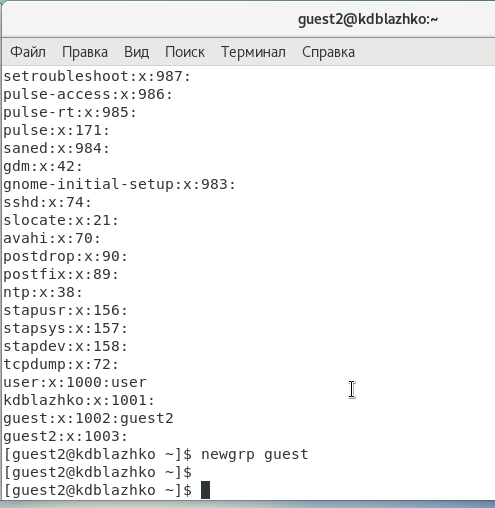 guest2@kdblazhko:~
Файл Правка Вид Поиск Терминал Справка
setroubleshoot:x:987:
pulse-access:x:986:
pulse-rt:x:985:
pulse:x:171:
saned:x:984:
gdm:x:42:
gnome-initial-setup:x:983:
sshd:x:74:
slocate:x:21:
avahi:x:70:
postdrop:x:90:
postfix:x:89:
ntp:x:38:
stapusr:x:156:
stapsys:x:157:
stapdev:x:158:
tcpdump:x:72:
user:x:1000:user
kdblazhko:x:1001:
guest:x:1002:guest2
guest2:x:1003:
[guest2@kdblazhko ~]$ newgrp guest
[guest2@kdblazhko ~]$
[guest2@kdblazhko ~]$